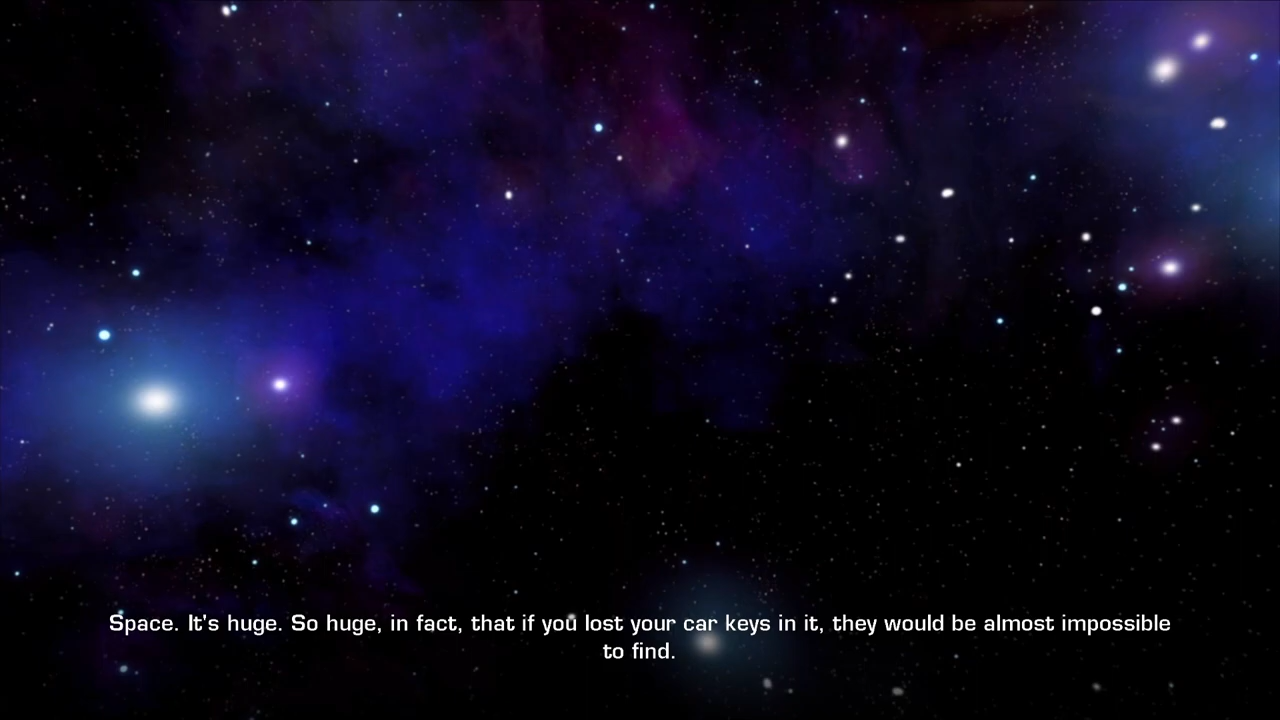 Space. It's huge. So huge, in fact, that if you lost your car keys in it, they would be almost impossible
to find.